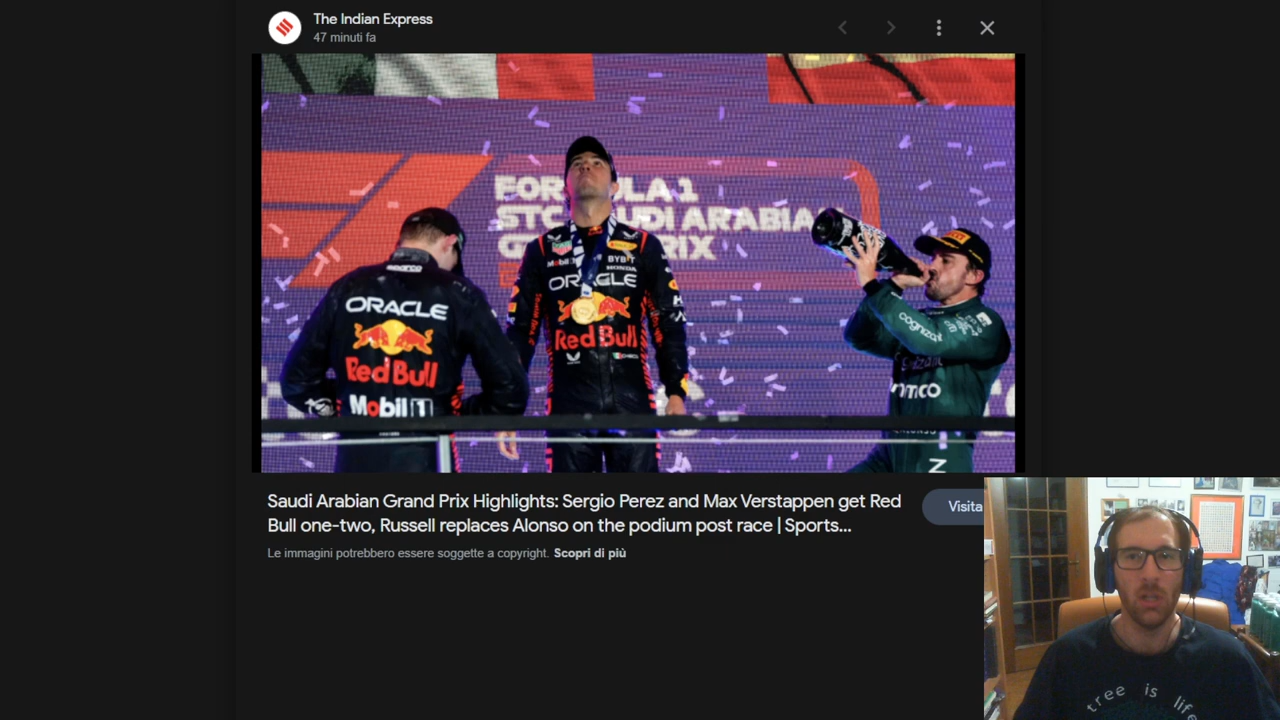 The Indian Express
47 minuti fa
FORMULA 1
STC SAUDI ARABIAN
GRAND PRIX
ORACLE
Red Bull
Mobil 1
BYBIT
HONDA
ORACLE
Red Bull
cognizant
Saudi Arabian Grand Prix Highlights: Sergio Perez and Max Verstappen get Red
Bull one-two, Russell replaces Alonso on the podium post race | Sports...
Visita
Le immagini potrebbero essere soggette a copyright. Scopri di più
tree is life